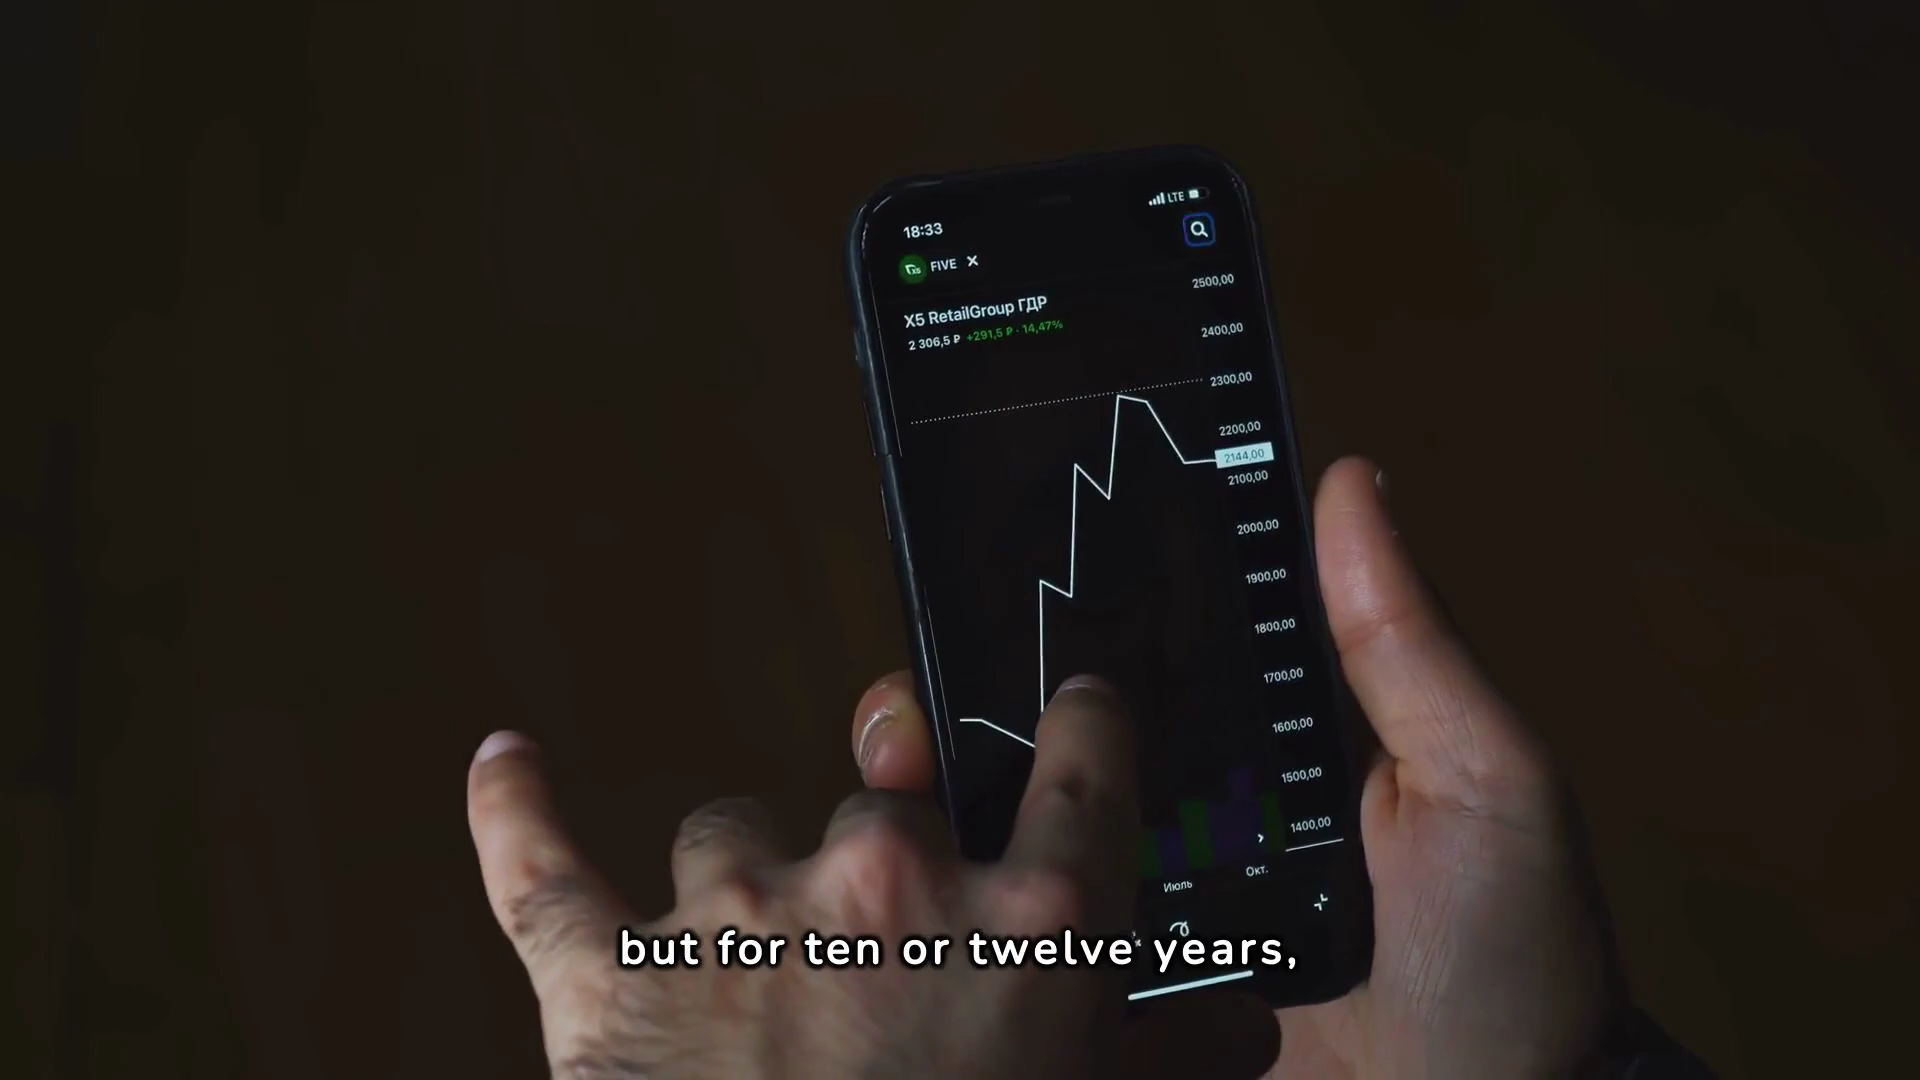 18:33
LTE
FIVE
X5 RetailGroup ГДР
2 306,5 ₽ +291,5 ₽ · 14,47%
2500,00
2400,00
2300,00
2200,00
2144,00
2100,00
2000,00
1900,00
1800,00
1700,00
1600,00
1500,00
1400,00
Июль
Окт.
but for ten or twelve years,